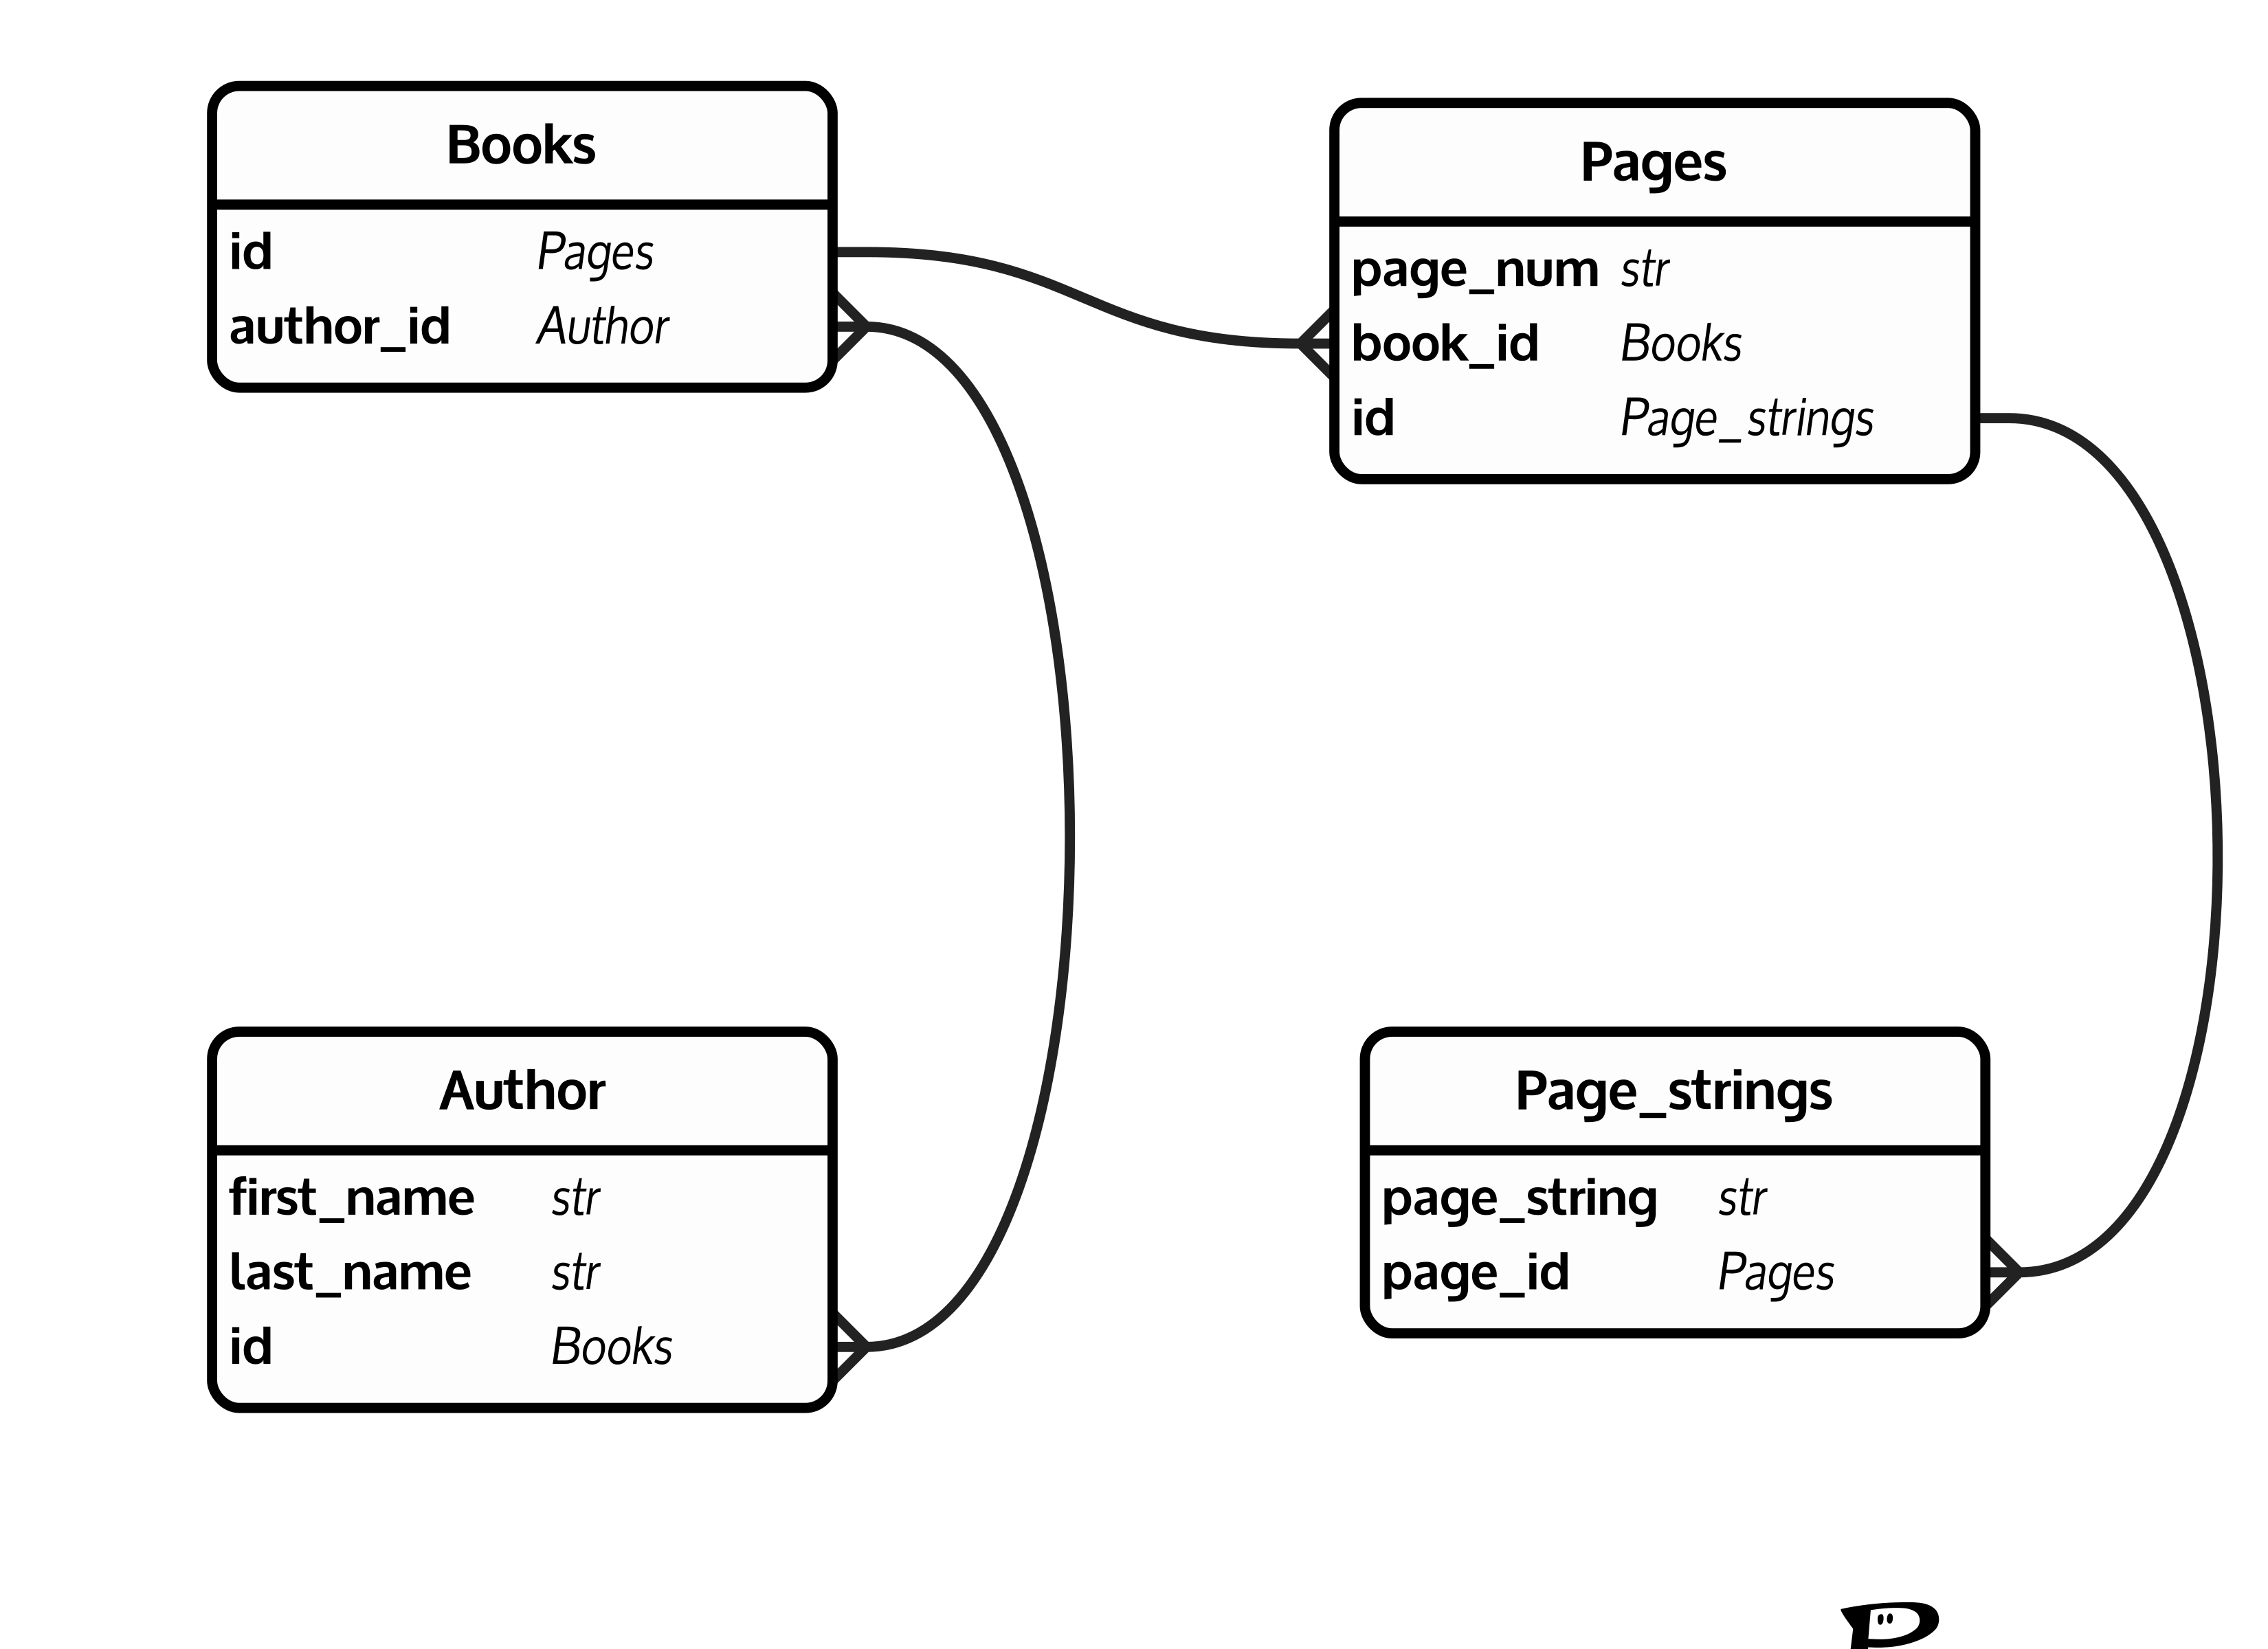 Books
id Pages
author_id Author
Pages
page_num str
book_id Books
id Page_strings
Author
first_name str
last_name str
id Books
Page_strings
page_string str
page_id Pages